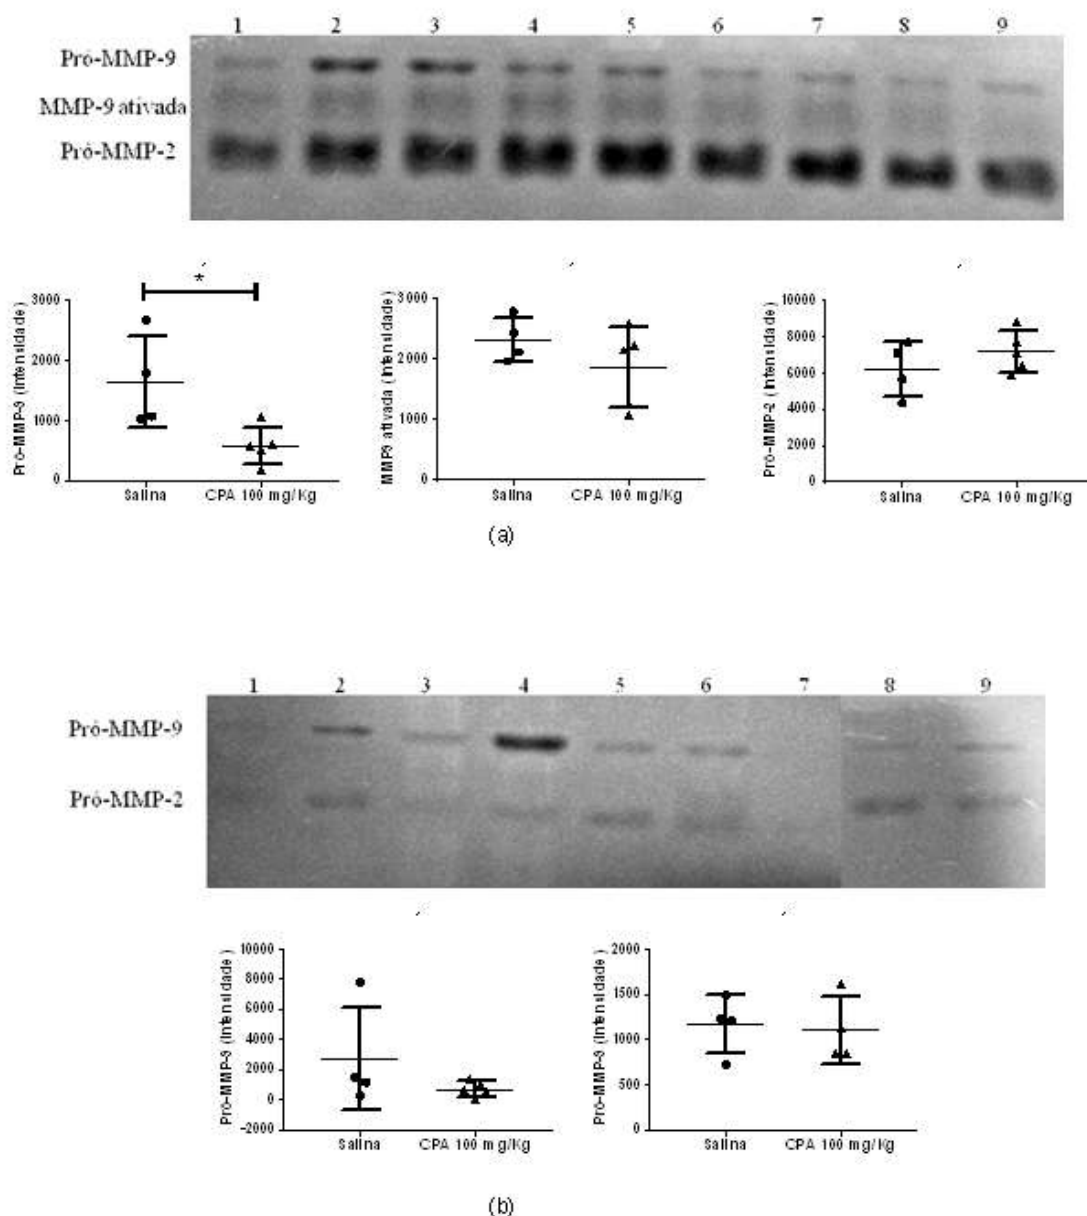 1 2 3 4 5 6 7 8 9
Pró-MMP-9
MMP-9 ativada
Pró-MMP-2
*
Pró-MMP-9 (Intensidade)
3000
2000
1000
0
Salina CPA 100 mg/Kg
MMP9 ativada (Intensidade)
3000
2000
1000
0
Salina CPA 100 mg/Kg
Pró-MMP-2 (Intensidade)
10000
8000
6000
4000
2000
0
Salina CPA 100 mg/Kg
(a)
1 2 3 4 5 6 7 8 9
Pró-MMP-9
Pró-MMP-2
Pró-MMP-9 (Intensidade)
10000
8000
6000
4000
2000
0
-2000
Salina CPA 100 mg/Kg
Pró-MMP-9 (Intensidade)
2000
1500
1000
500
0
Salina CPA 100 mg/Kg
(b)